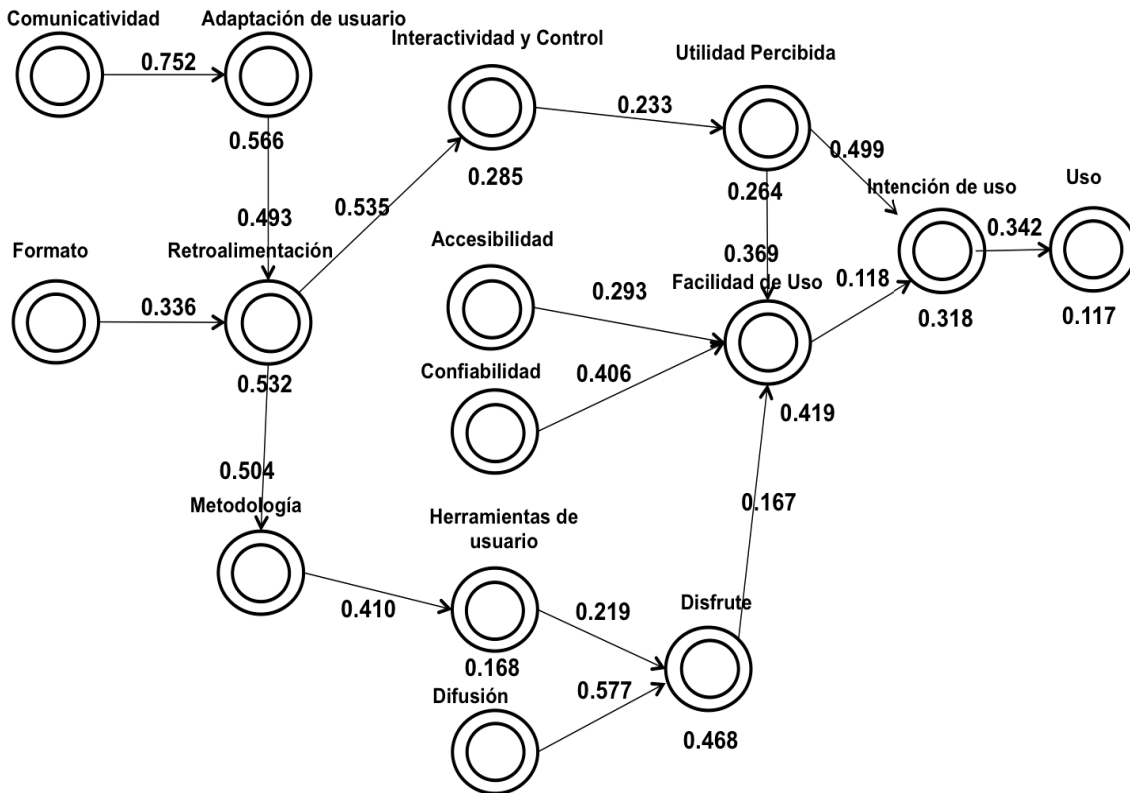 Comunicatividad
Adaptación de usuario
Interactividad y Control
Utilidad Percibida
0.752
0.233
0.566
0.499
0.285
0.264
Intención de uso
Uso
0.535
0.493
0.342
Formato
Retroalimentación
Accesibilidad
0.369
Facilidad de Uso
0.118
0.336
0.293
0.318
0.117
Confiabilidad
0.406
0.532
0.419
0.504
Metodología
0.167
Herramientas de
usuario
0.410
0.219
Disfrute
0.168
Difusión
0.577
0.468